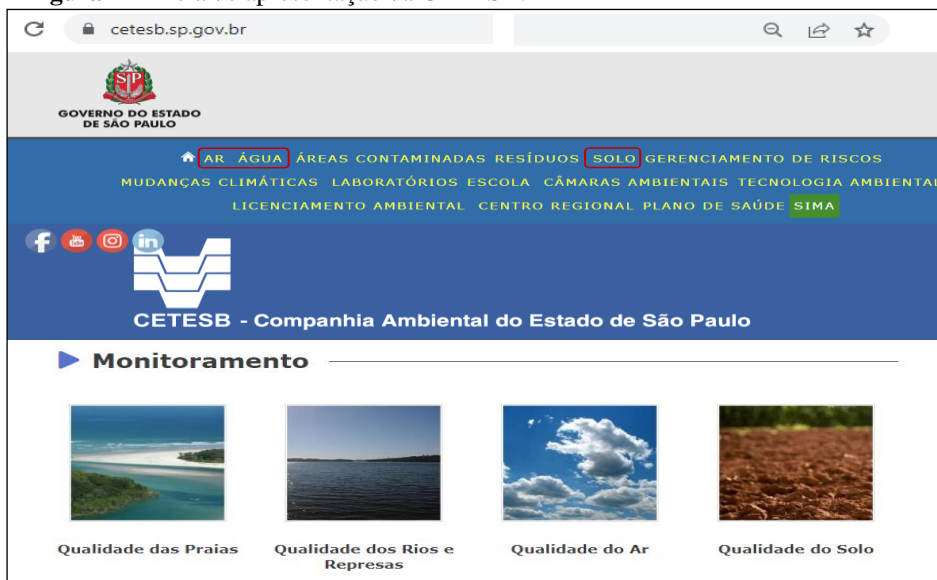 cetesb.sp.gov.br
SP
GOVERNO DO ESTADO
DE SÃO PAULO
AR ÁGUA ÁREAS CONTAMINADAS RESÍDUOS SOLO GERENCIAMENTO DE RISCOS
MUDANÇAS CLIMÁTICAS LABORATÓRIOS ESCOLA CÂMARAS AMBIENTAIS TECNOLOGIA AMBIENTAL
LICENCIAMENTO AMBIENTAL CENTRO REGIONAL PLANO DE SAÚDE SIMA
CETESB - Companhia Ambiental do Estado de São Paulo
Monitoramento
Qualidade das Praias
Qualidade dos Rios e
Represas
Qualidade do Ar
Qualidade do Solo